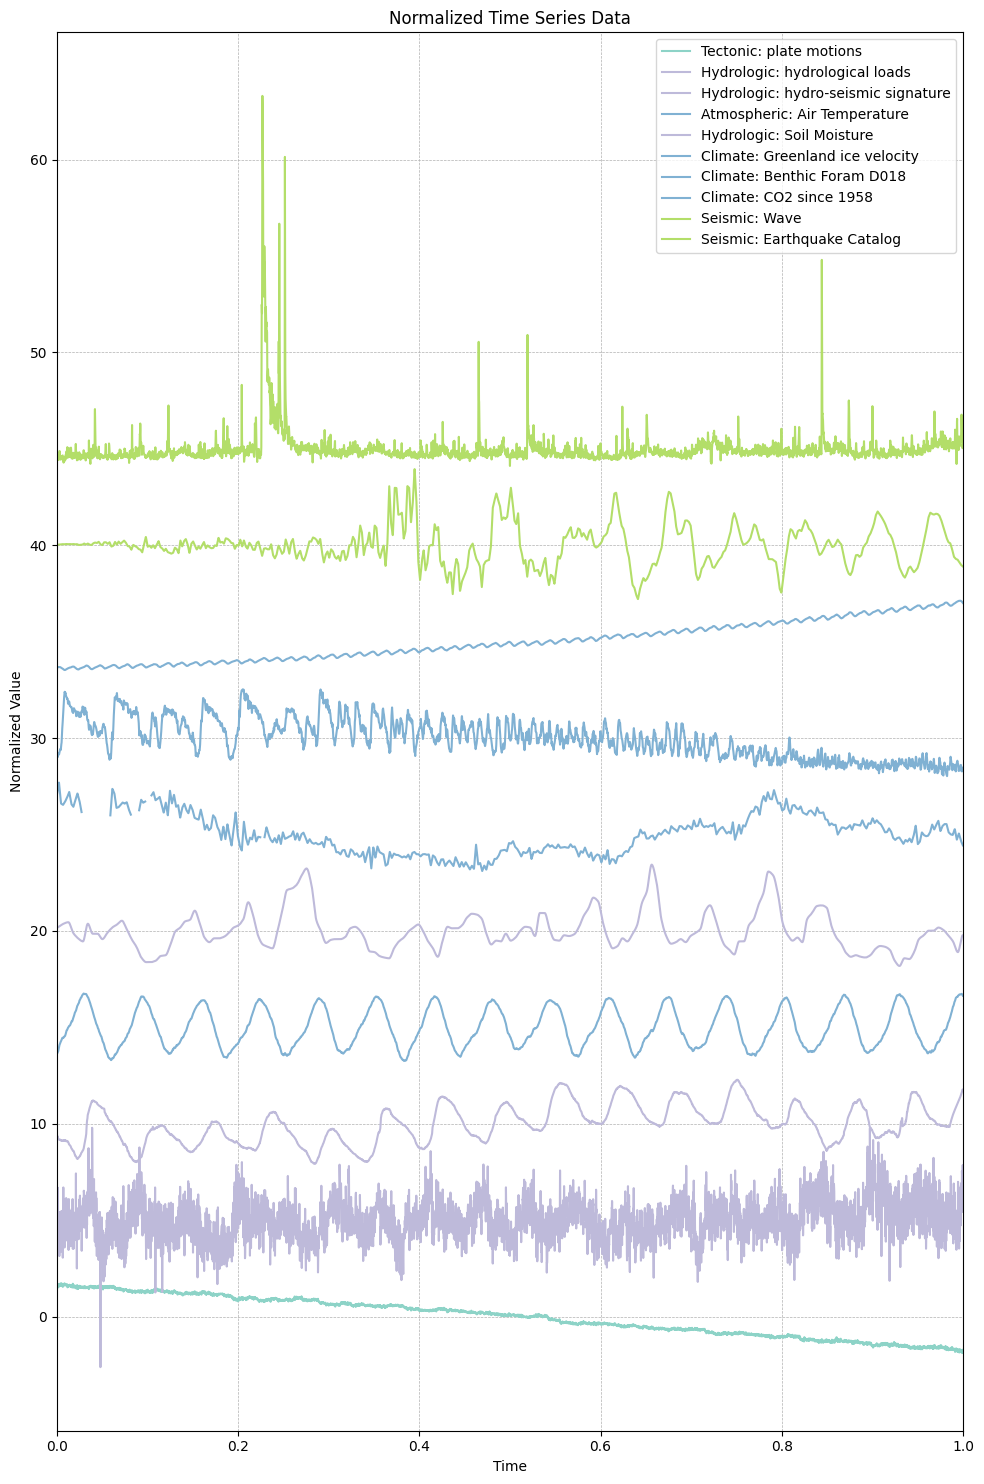 Normalized Time Series Data
Tectonic: plate motions
Hydrologic: hydrological loads
Hydrologic: hydro-seismic signature
Atmospheric: Air Temperature
Hydrologic: Soil Moisture
Climate: Greenland ice velocity
Climate: Benthic Foram D018
Climate: CO2 since 1958
Seismic: Wave
Seismic: Earthquake Catalog
Normalized Value
60
50
40
30
20
10
0
0.0 0.2 0.4 0.6 0.8 1.0
Time